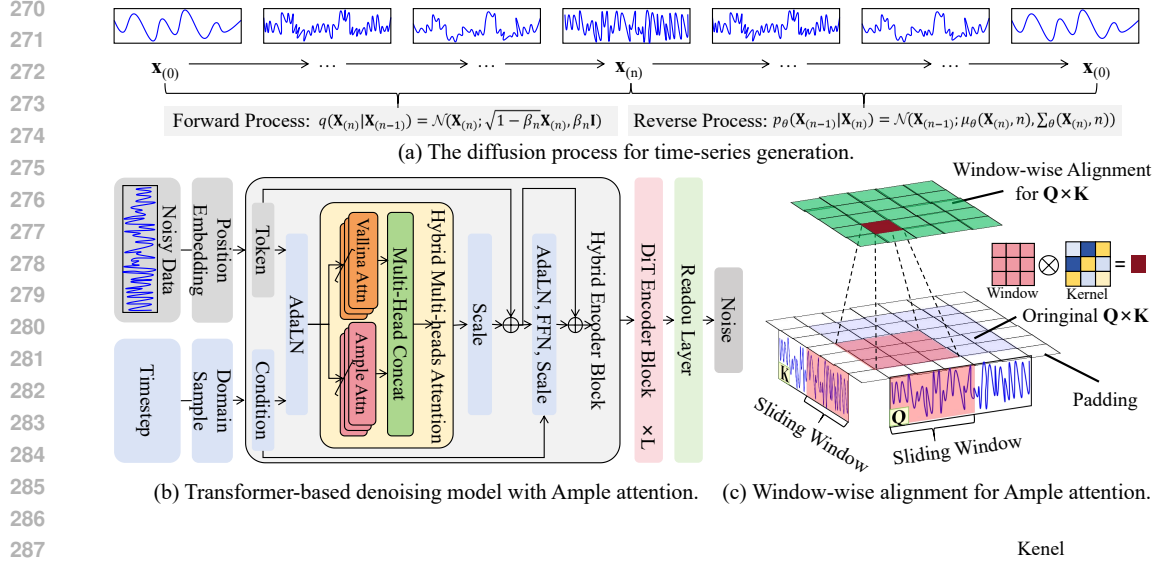 270
271
272
273
274
275
276
277
278
279
280
281
282
283
284
285
286
287
x(0) ... ... x(n) ... ... x(0)
Forward Process: q(X(n)|X(n−1)) = 𝒩(X(n); √1 − βn X(n), βnI)
Reverse Process: pθ(X(n−1)|X(n)) = 𝒩(X(n−1); μθ(X(n), n), ∑θ(X(n), n))
(a) The diffusion process for time-series generation.
Noisy Data
Position
Embedding
Timestep
Domain
Sample
Token
Condition
AdaLN
Vallina Attn
Ample Attn
Multi-Head Concat
Hybrid Multi-heads Attention
Scale
AdaLN, FFN, Scale
Hybrid Encoder Block
DiT Encoder Block ×L
Readou Layer
Noise
(b) Transformer-based denoising model with Ample attention.
Window-wise Alignment
for Q×K
Window
Kernel
=
Oringinal Q×K
Padding
K
Q
Sliding Window
Sliding Window
(c) Window-wise alignment for Ample attention.
Kenel